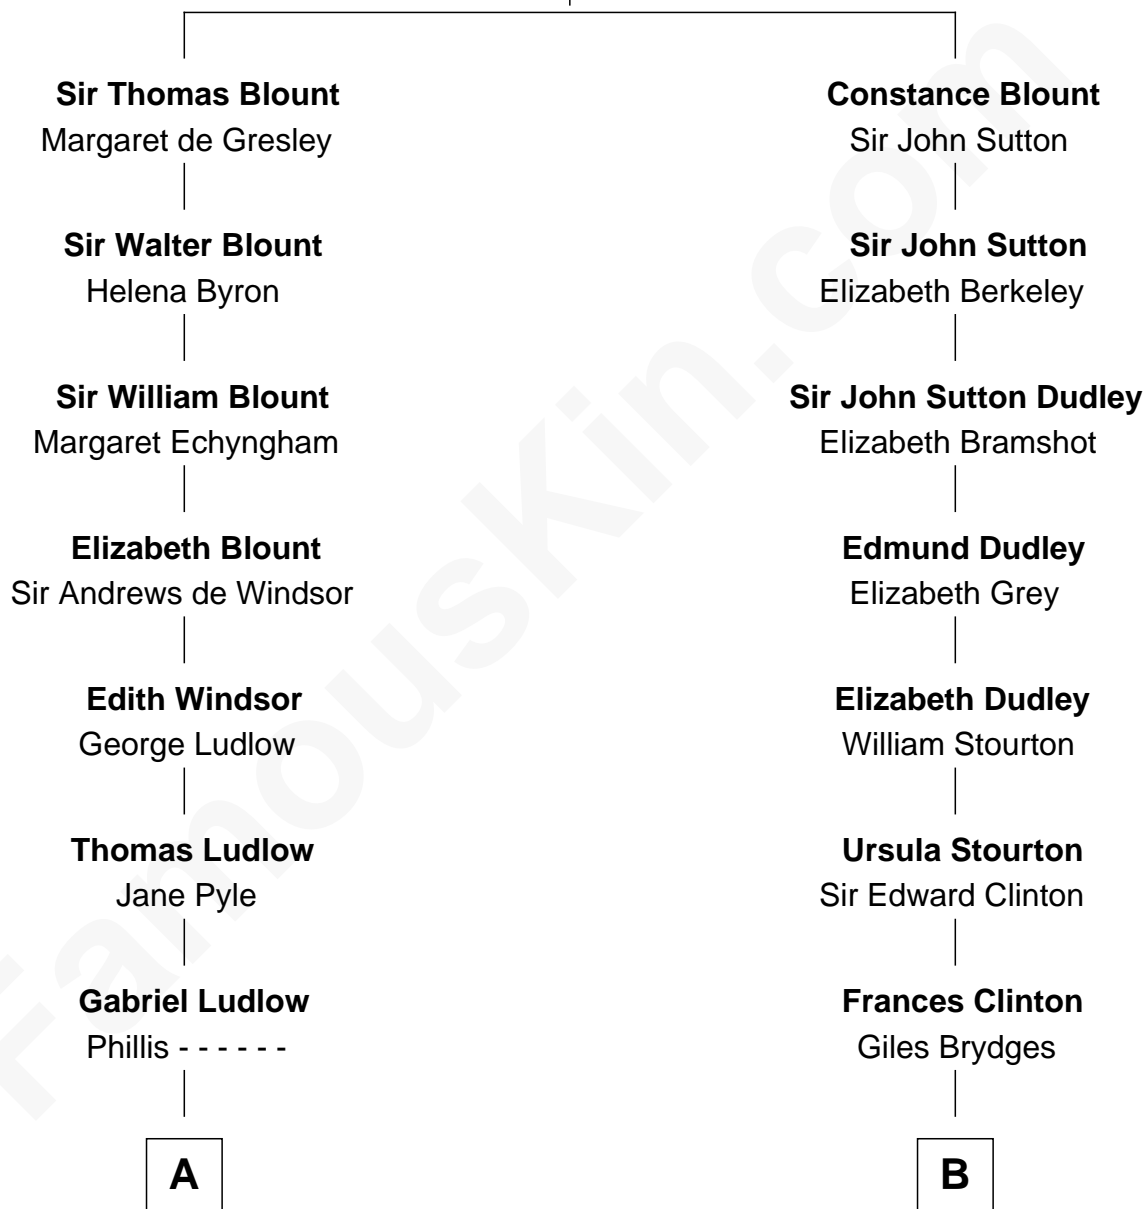 Sir Thomas Blount
Margaret de Gresley
Constance Blount
Sir John Sutton
Sir Walter Blount
Helena Byron
Sir John Sutton
Elizabeth Berkeley
Sir William Blount
Margaret Echyngham
Sir John Sutton Dudley
Elizabeth Bramshot
Elizabeth Blount
Sir Andrews de Windsor
Edmund Dudley
Elizabeth Grey
Edith Windsor
George Ludlow
Elizabeth Dudley
William Stourton
Thomas Ludlow
Jane Pyle
Ursula Stourton
Sir Edward Clinton
Gabriel Ludlow
Phillis - - - - - -
Frances Clinton
Giles Brydges
A
B
FamousKin.com